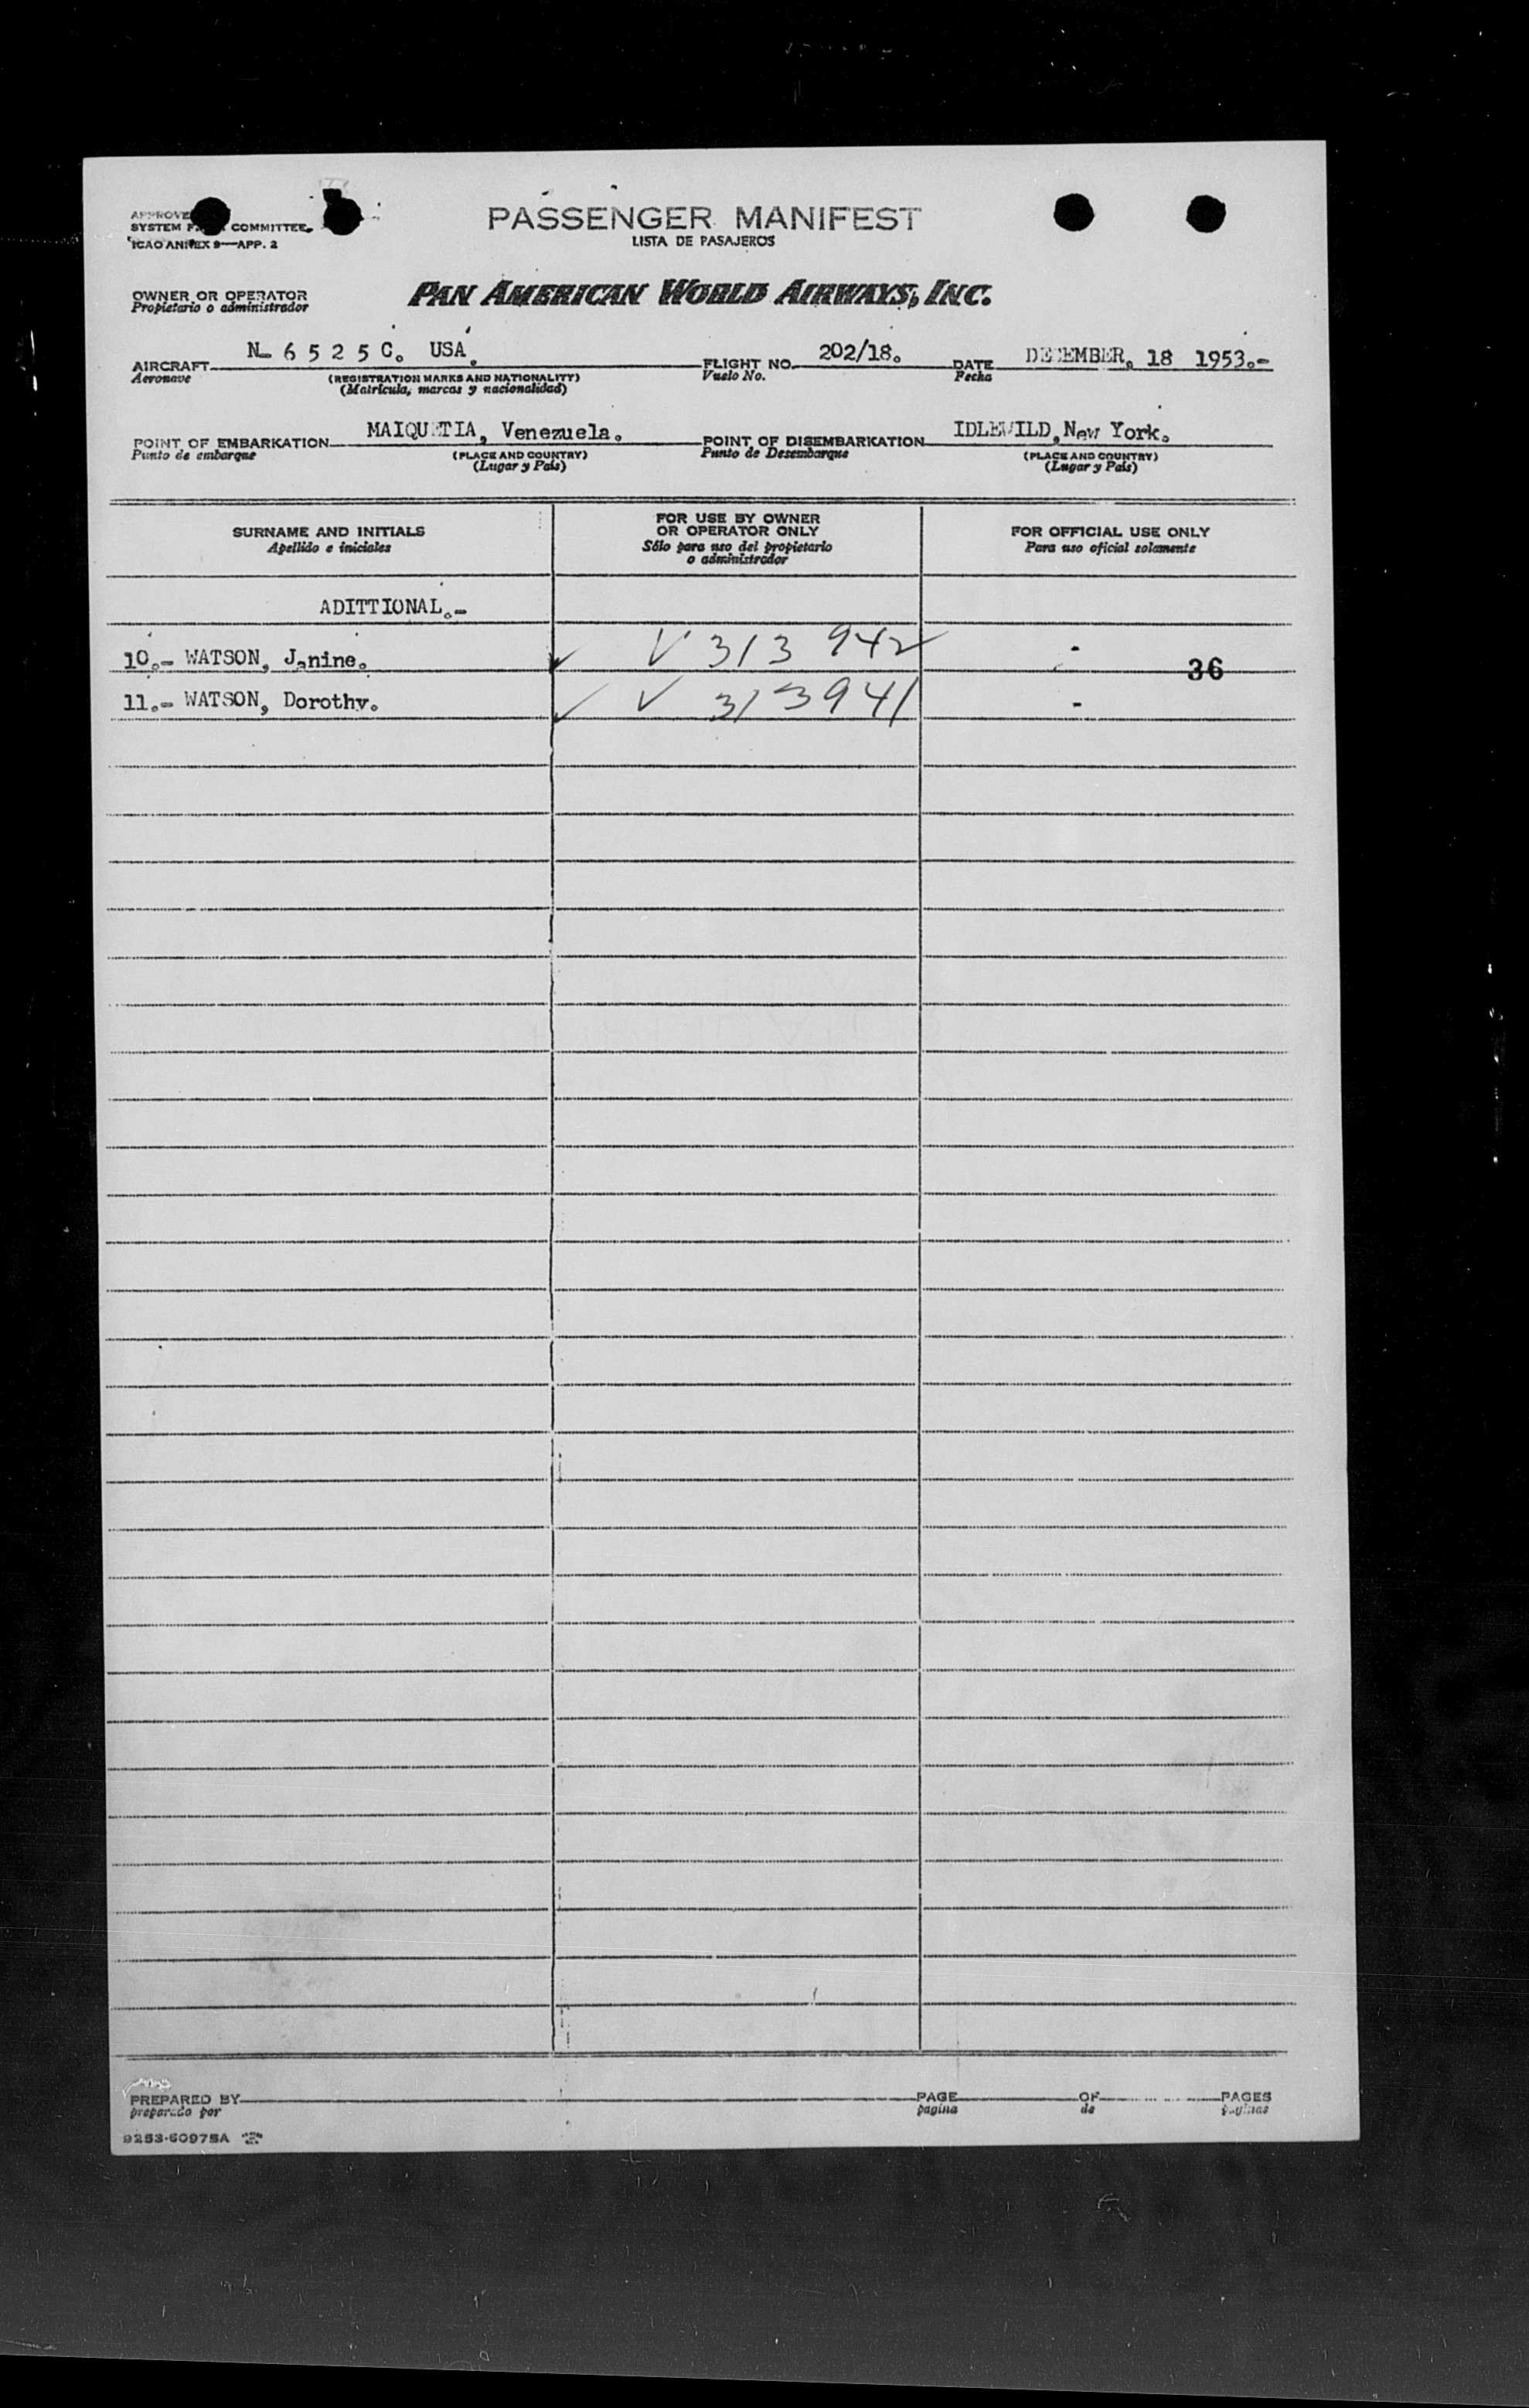 SYSTEM COMMITTEE
ICAO ANNEX 9—APP. 2
PASSENGER MANIFEST
LISTA DE PASAJEROS
OWNER OR OPERATOR
Propietario o administrador
PAN AMERICAN WORLD AIRWAYS, INC.
AIRCRAFT N- 6 5 2 5 C. USA. FLIGHT NO. 202/18. DATE DECEMBER. 18 1953.-
Aeronave (REGISTRATION MARKS AND NATIONALITY) Vuelo No. Fecha
(Matrícula, marcas y nacionalidad)
POINT OF EMBARKATION MAIQUETIA, Venezuela. POINT OF DISEMBARKATION IDLEWILD, New York.
Punto de embarque (PLACE AND COUNTRY) Punto de Desembarque (PLACE AND COUNTRY)
(Lugar y País) (Lugar y País)
SURNAME AND INITIALS
Apellido e iniciales
FOR USE BY OWNER
OR OPERATOR ONLY
Sólo para uso del propietario
o administrador
FOR OFFICIAL USE ONLY
Para uso oficial solamente
ADITTIONAL.-
10.- WATSON, Janine. ✓ V 313 942 - 36
11.- WATSON, Dorothy. ✓ V 313941 -
PREPARED BY PAGE OF PAGES
preparado por pagina de paginas
9253-60975A